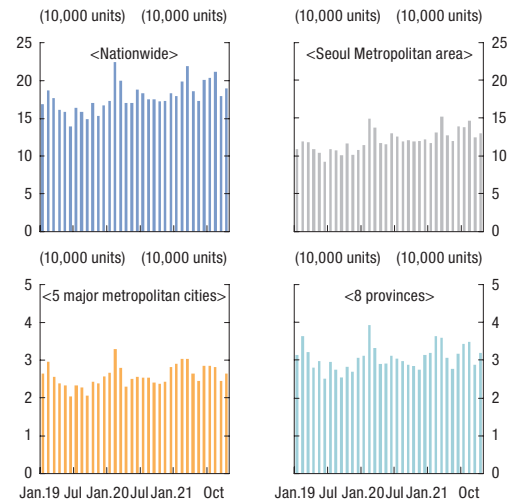 (10,000 units) (10,000 units) (10,000 units) (10,000 units)
25 <Nationwide> <Seoul Metropolitan area> 25
20 20
15 15
10 10
5 5
0 0
(10,000 units) (10,000 units) (10,000 units) (10,000 units)
5 <5 major metropolitan cities> <8 provinces> 5
4 4
3 3
2 2
1 1
0 0
Jan.19 Jul Jan.20 Jul Jan.21 Oct Jan.19 Jul Jan.20 Jul Jan.21 Oct